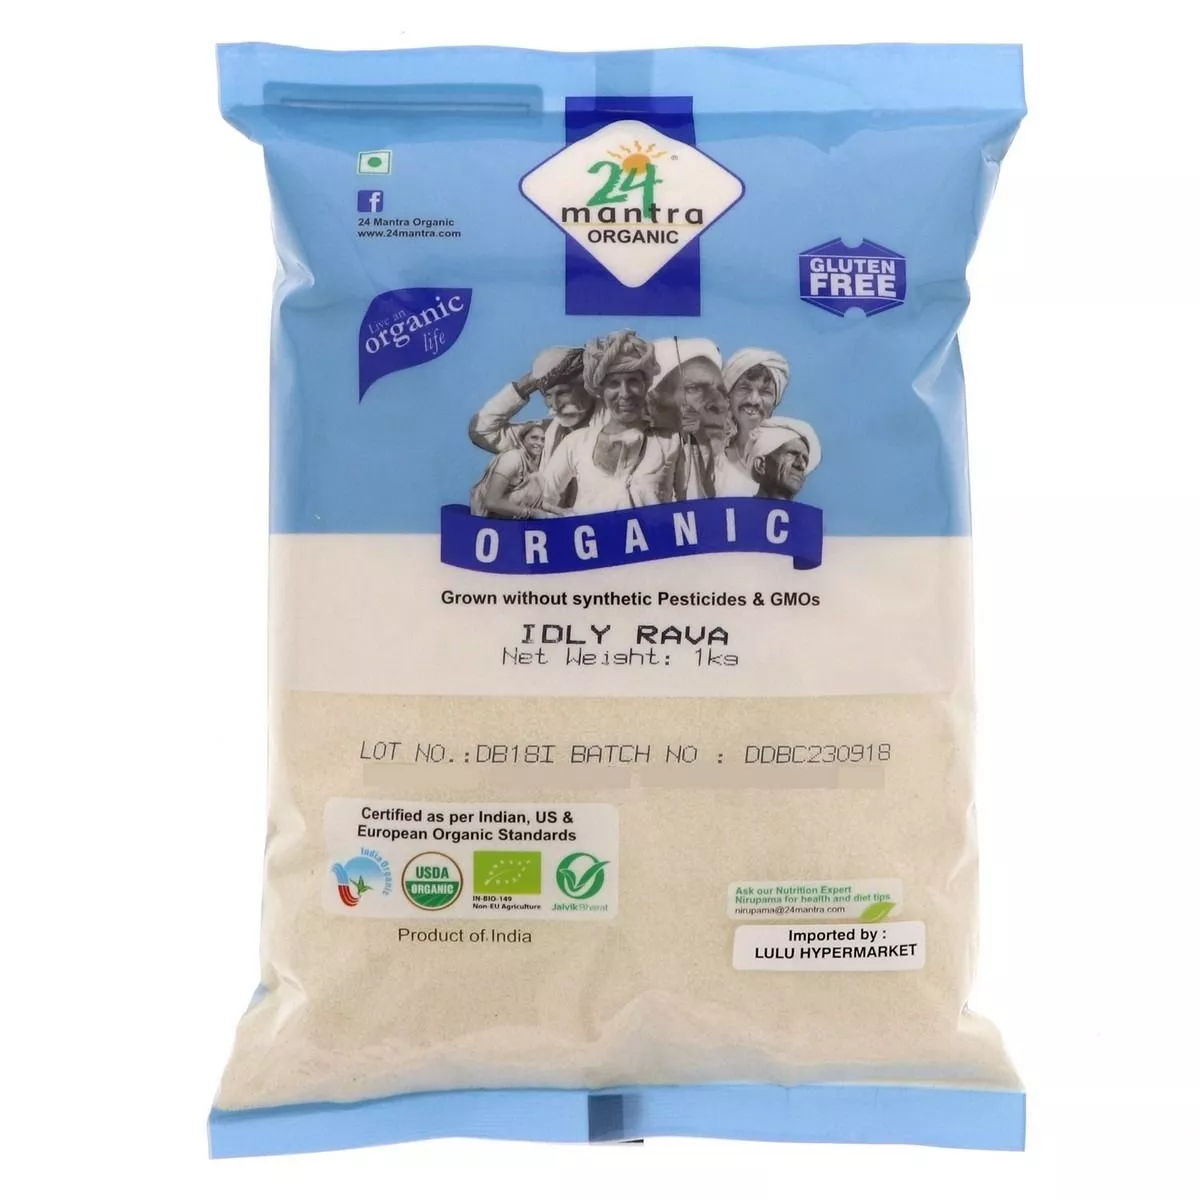 24
mantra
ORGANIC
®
24 Mantra Organic
www.24mantra.com
GLUTEN
FREE
Live an
organic
life
ORGANIC
Grown without synthetic Pesticides & GMOs
IDLY RAVA
Net Weight: 1kg
LOT NO.:DB18I BATCH NO : DDBC230918
Certified as per Indian, US &
European Organic Standards
India Organic
USDA
ORGANIC
IN-BIO-149
Non-EU Agriculture
Jaivik Bharat
Product of India
Ask our Nutrition Expert
Nirupama for health and diet tips
nirupama@24mantra.com
Imported by :
LULU HYPERMARKET